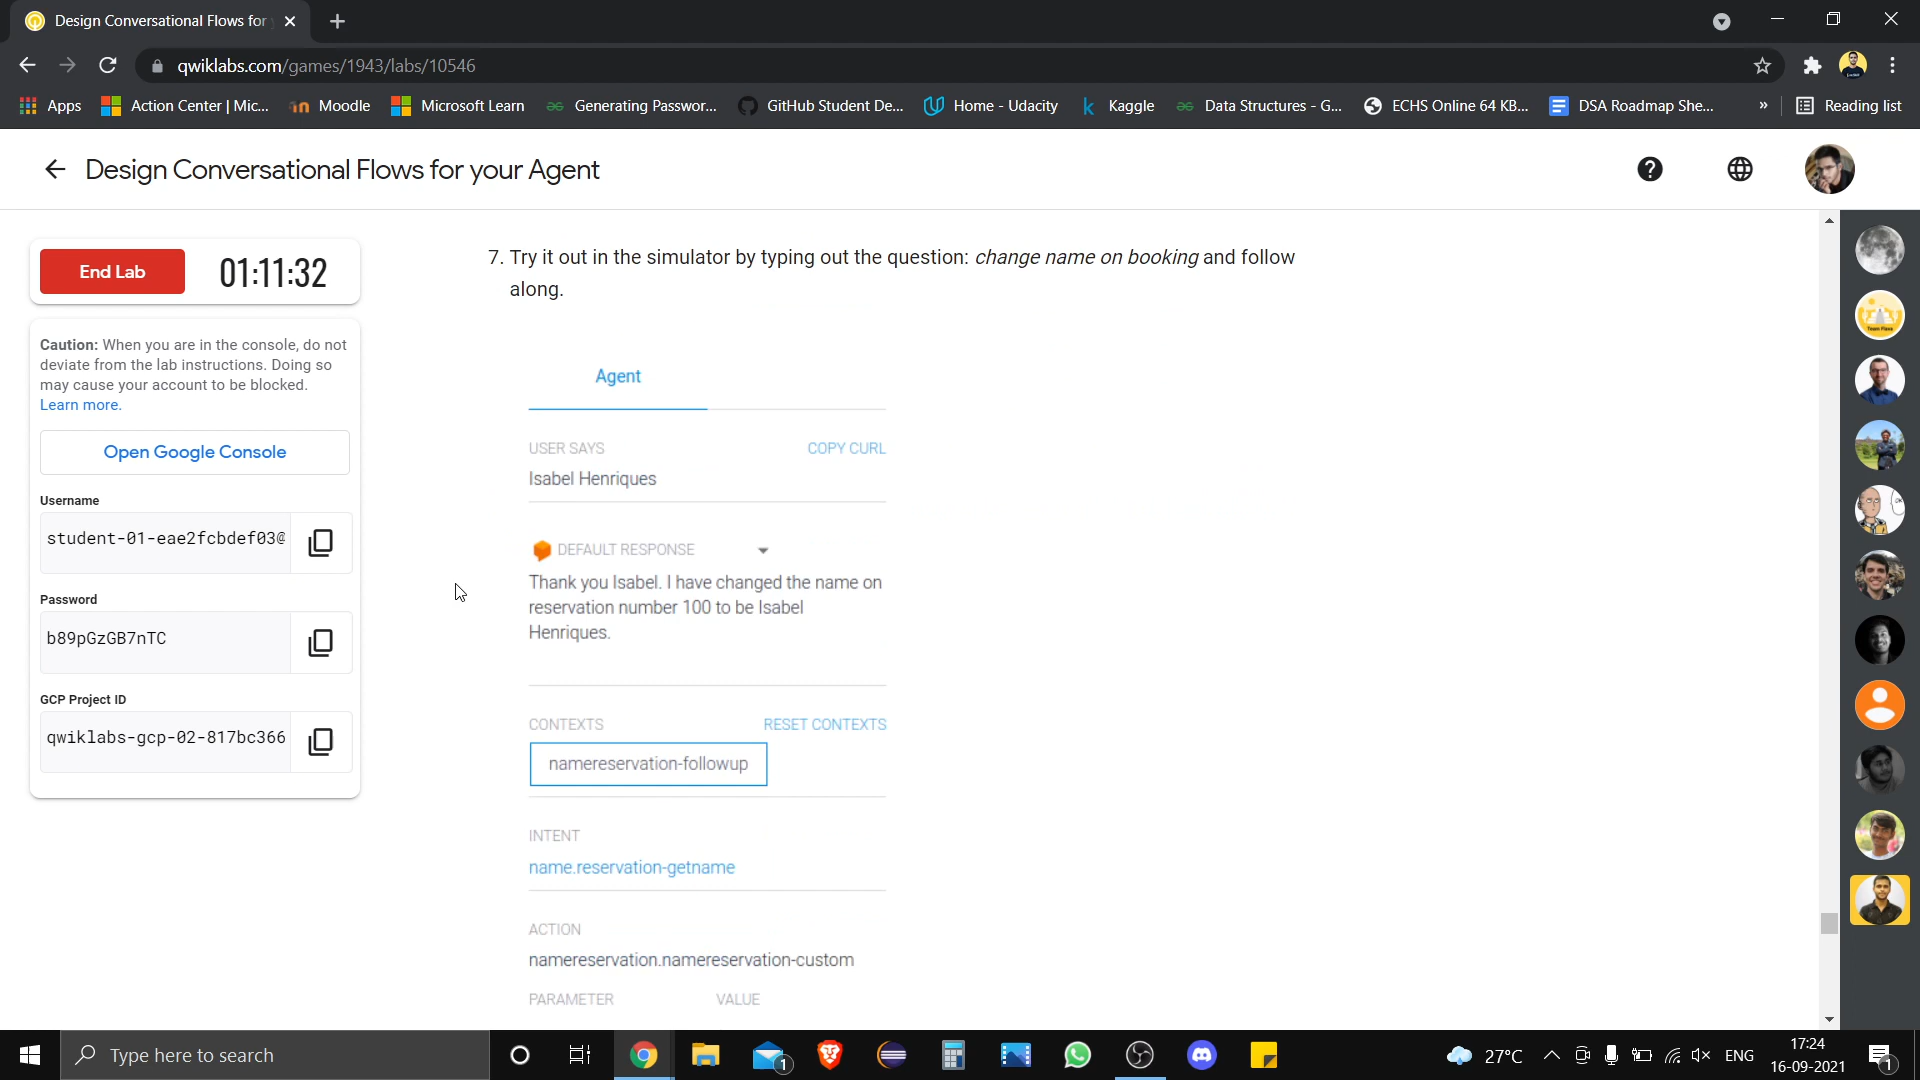 Design Conversational Flows for
qwiklabs.com/games/1943/labs/10546
Apps
Action Center | Mic...
Moodle
Microsoft Learn
Generating Passwor...
GitHub Student De...
Home - Udacity
Kaggle
Data Structures - G...
ECHS Online 64 KB...
DSA Roadmap She...
»
Reading list
Design Conversational Flows for your Agent
End Lab
01:11:32
Caution: When you are in the console, do not
deviate from the lab instructions. Doing so
may cause your account to be blocked.
Learn more.
Open Google Console
Username
student-01-eae2fcbdef03@
Password
b89pGzGB7nTC
GCP Project ID
qwiklabs-gcp-02-817bc366
7. Try it out in the simulator by typing out the question: change name on booking and follow
along.
Agent
USER SAYS
COPY CURL
Isabel Henriques
DEFAULT RESPONSE
Thank you Isabel. I have changed the name on
reservation number 100 to be Isabel
Henriques.
CONTEXTS
RESET CONTEXTS
namereservation-followup
INTENT
name.reservation-getname
ACTION
namereservation.namereservation-custom
PARAMETER
VALUE
Type here to search
1
27°C
ENG
17:24
16-09-2021
1